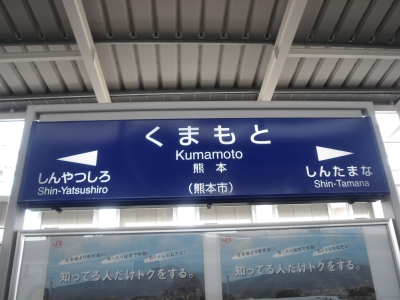 くまもと
Kumamoto
熊本
(熊本市)
しんやつしろ
Shin-Yatsushiro
しんたまな
Shin-Tamana
知ってる人だけトクをする。
知ってる人だけトクをする。